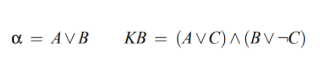 α = A∨B KB = (A∨C)∧(B∨¬C)